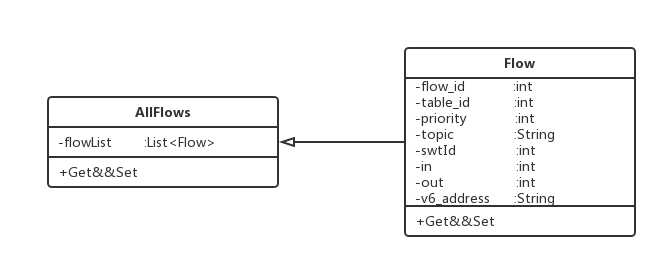 AllFlows
-flowList :List<Flow>
+Get&&Set
Flow
-flow_id :int
-table_id :int
-priority :int
-topic :String
-swtId :int
-in :int
-out :int
-v6_address :String
+Get&&Set